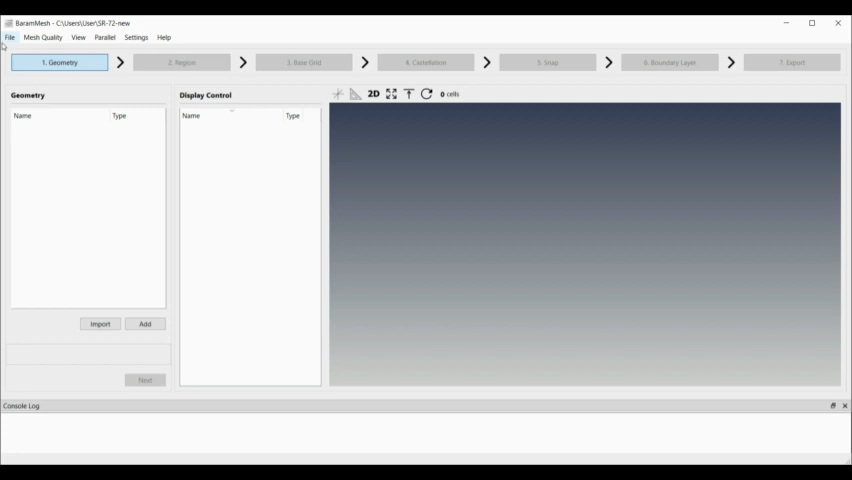 BaramMesh - C:\Users\User\SR-72-new
File Mesh Quality View Parallel Settings Help
1. Geometry 2. Region 3. Base Grid 4. Castellation 5. Snap 6. Boundary Layer 7. Export
Geometry Display Control 2D 0 cells
Name Type Name Type
Import Add
Next
Console Log